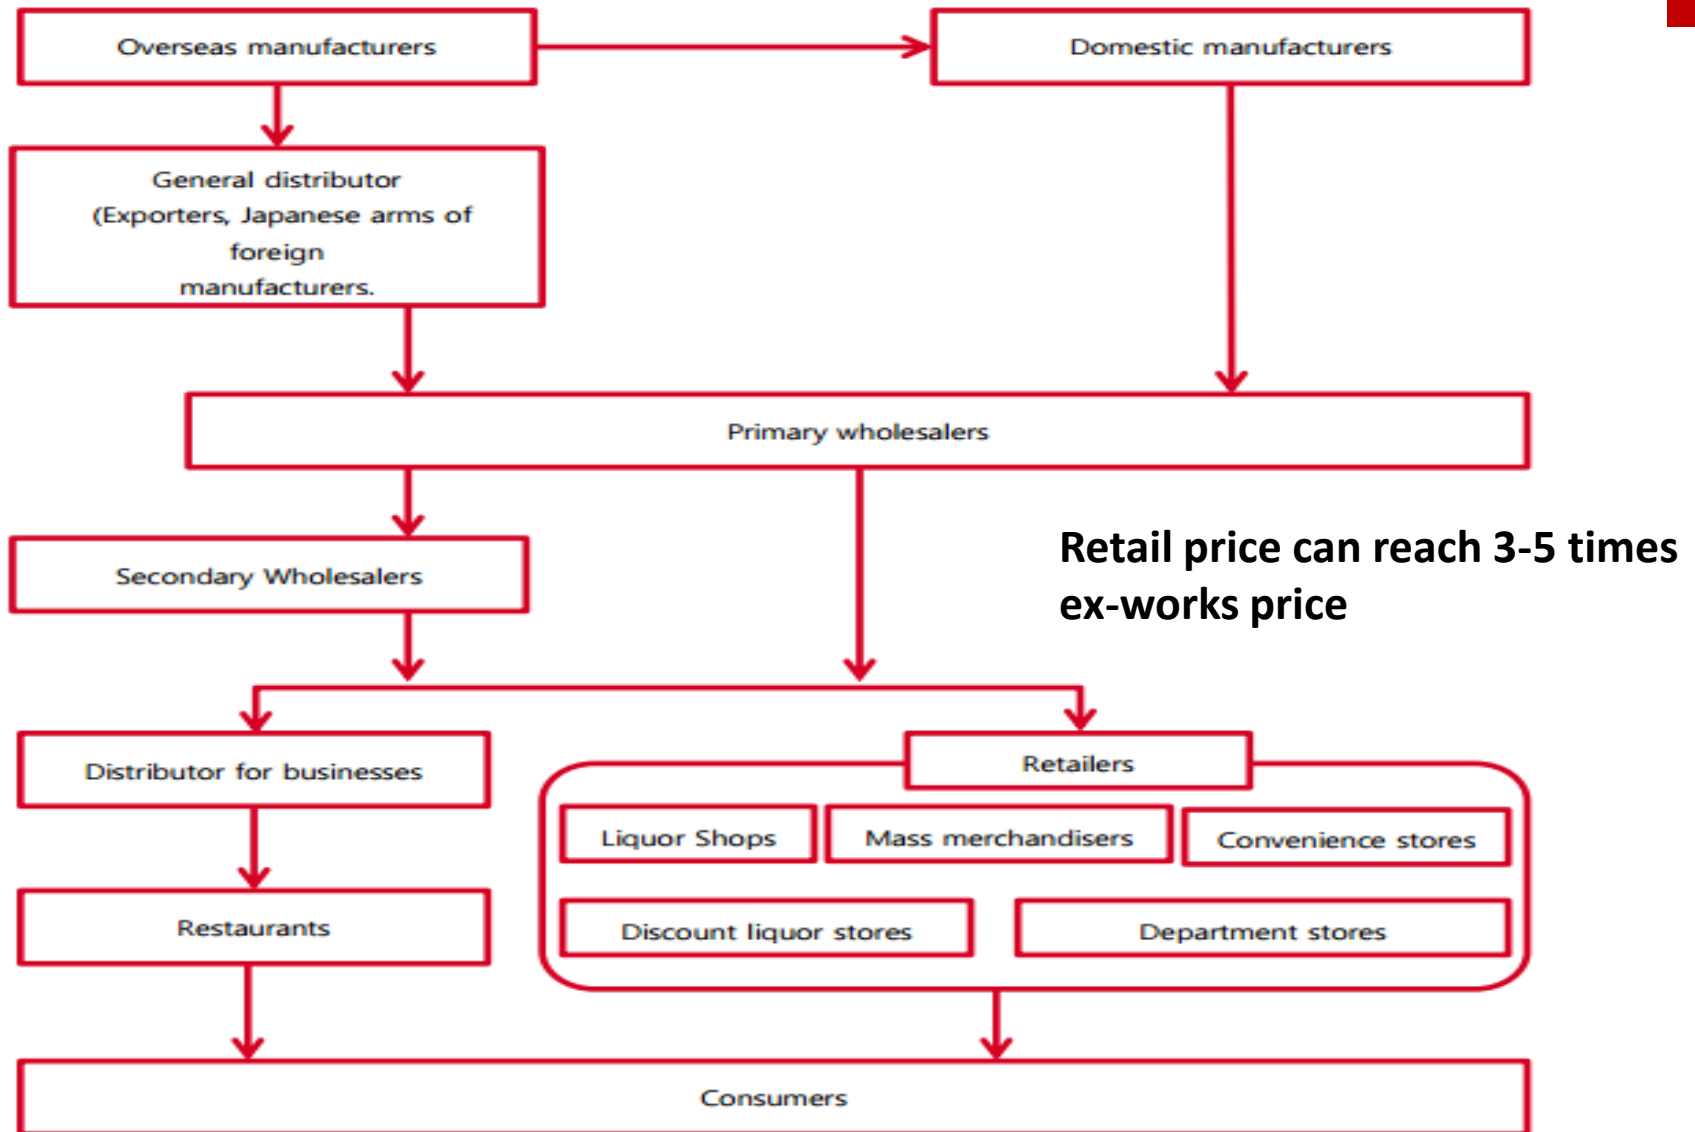 Overseas manufacturers
Domestic manufacturers
General distributor
(Exporters, Japanese arms of
foreign
manufacturers.
Primary wholesalers
Secondary Wholesalers
Retail price can reach 3-5 times
ex-works price
Distributor for businesses
Retailers
Liquor Shops
Mass merchandisers
Convenience stores
Restaurants
Discount liquor stores
Department stores
Consumers